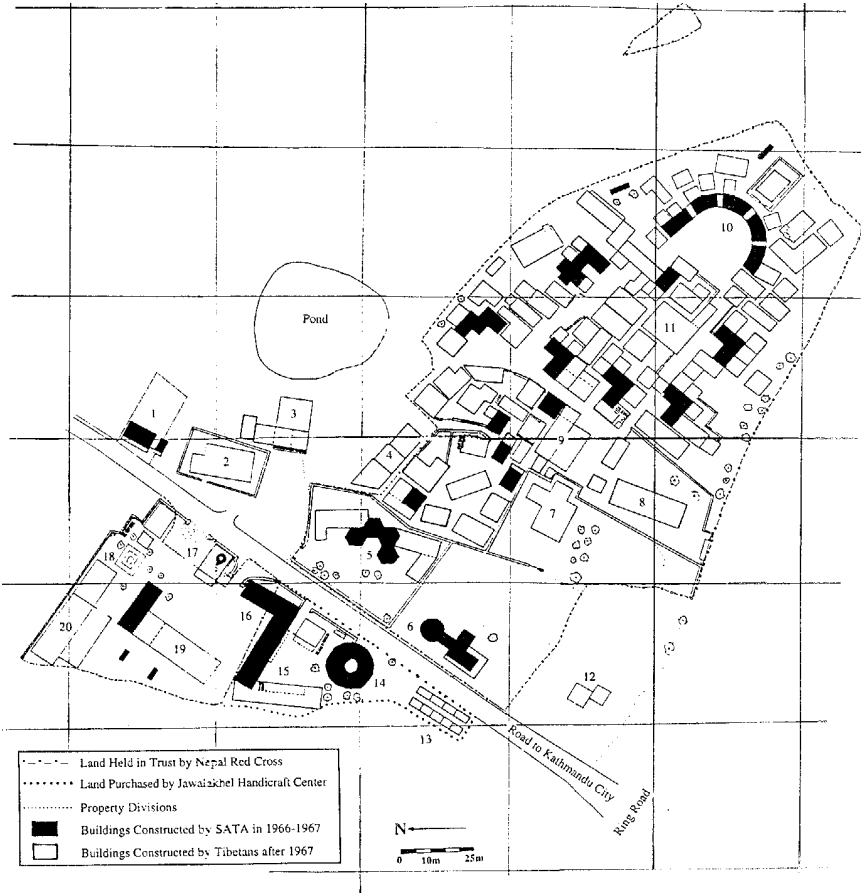 10
Pond
11
1
3
9
4
2
8
7
5
18
17
6
16
20
19
12
15
14
13
Road to Kathmandu City
Ring Road
Land Held in Trust by Nepal Red Cross
Land Purchased by Jawalakhel Handicraft Center
Property Divisions
Buildings Constructed by SATA in 1966-1967
Buildings Constructed by Tibetans after 1967
N
0 10m 25m